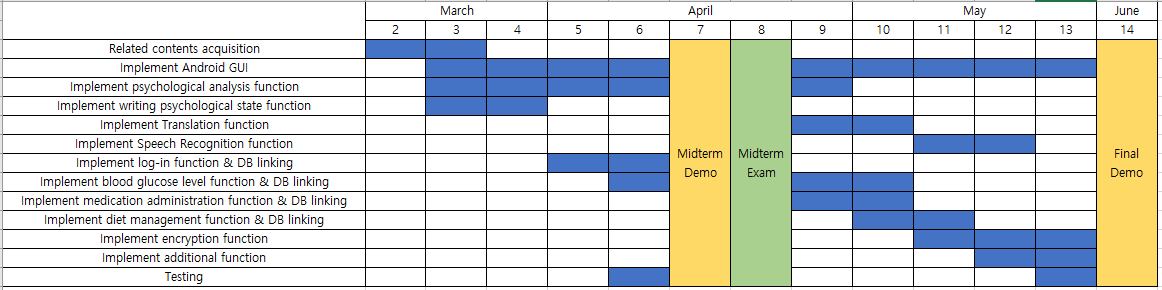 March April May June
2 3 4 5 6 7 8 9 10 11 12 13 14
Related contents acquisition
Implement Android GUI
Implement psychological analysis function
Implement writing psychological state function
Implement Translation function
Implement Speech Recognition function
Implement log-in function & DB linking
Implement blood glucose level function & DB linking
Implement medication administration function & DB linking
Implement diet management function & DB linking
Implement encryption function
Implement additional function
Testing
Midterm
Demo
Midterm
Exam
Final
Demo